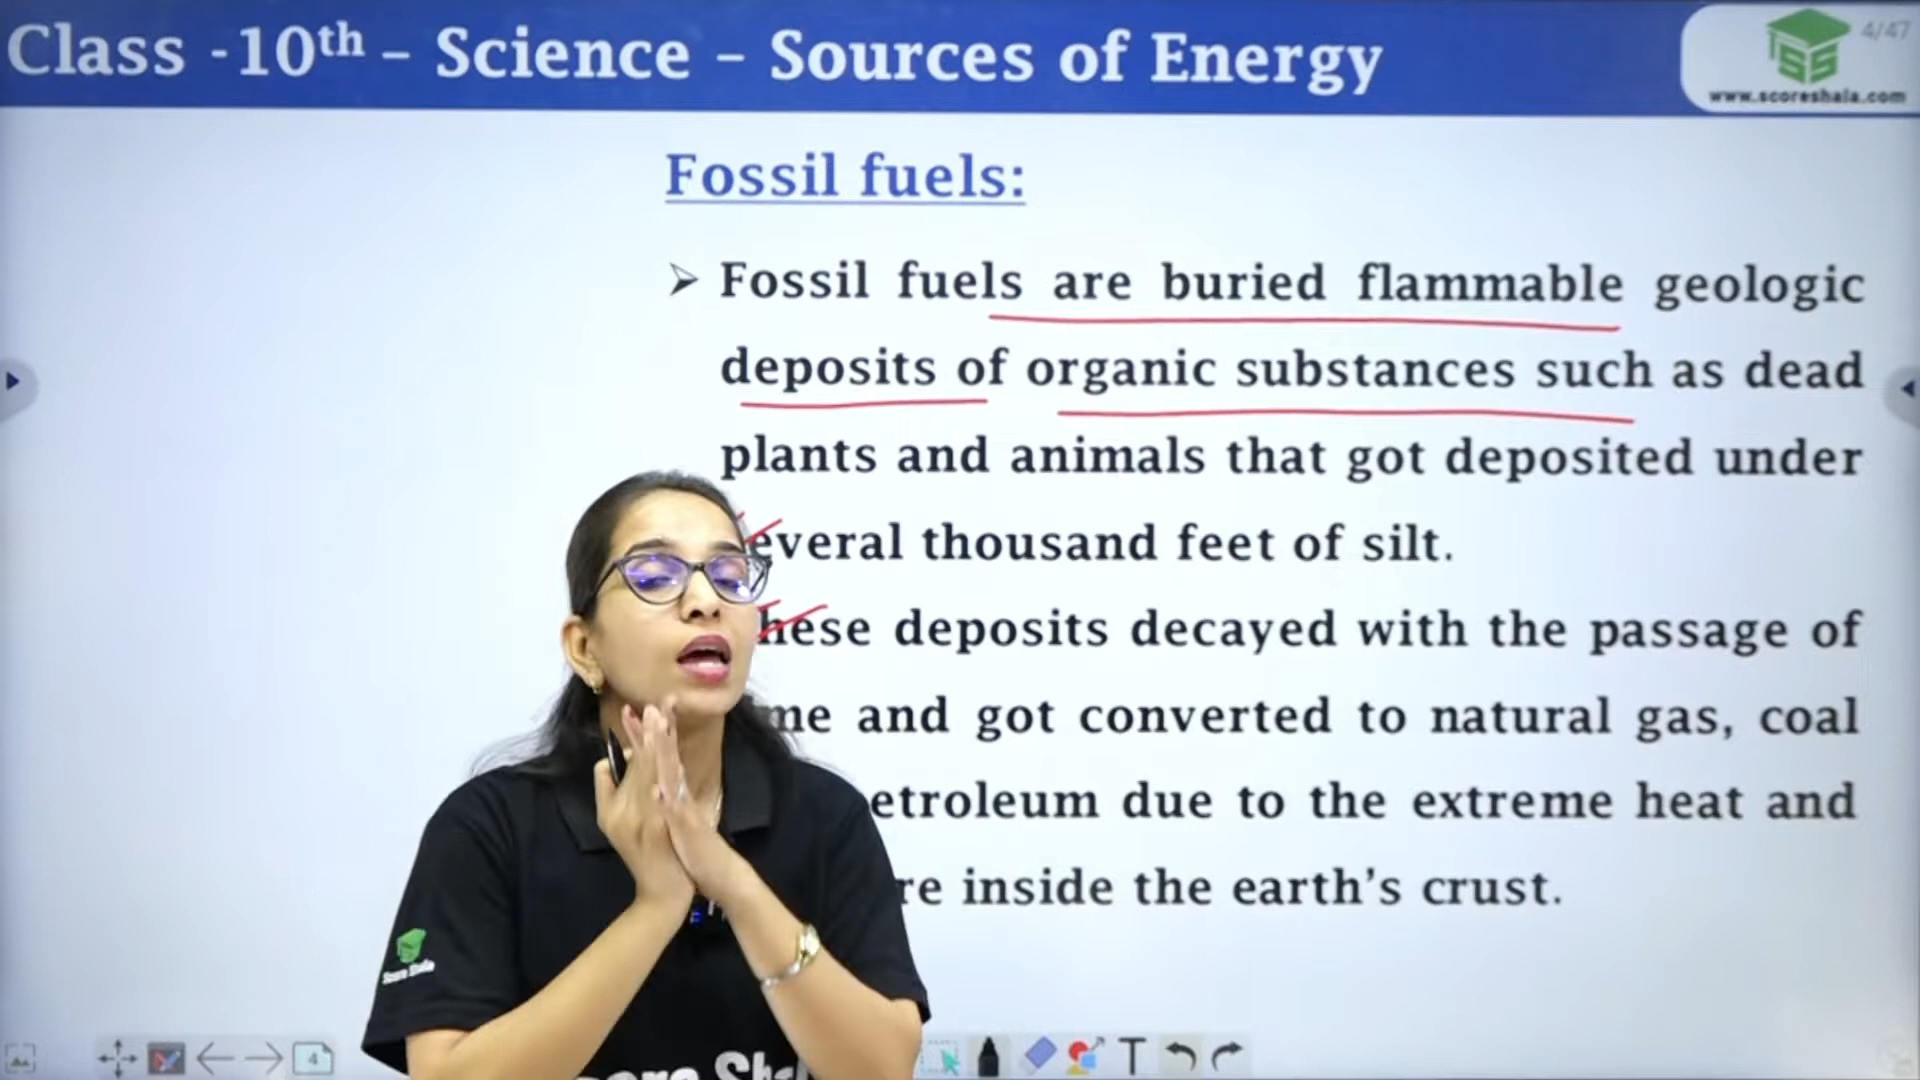 Class -10th – Science – Sources of Energy
4/47
www.scoreshala.com
Fossil fuels:
➢ Fossil fuels are buried flammable geologic
deposits of organic substances such as dead
plants and animals that got deposited under
everal thousand feet of silt.
hese deposits decayed with the passage of
me and got converted to natural gas, coal
etroleum due to the extreme heat and
re inside the earth's crust.
Score Shala
4
T